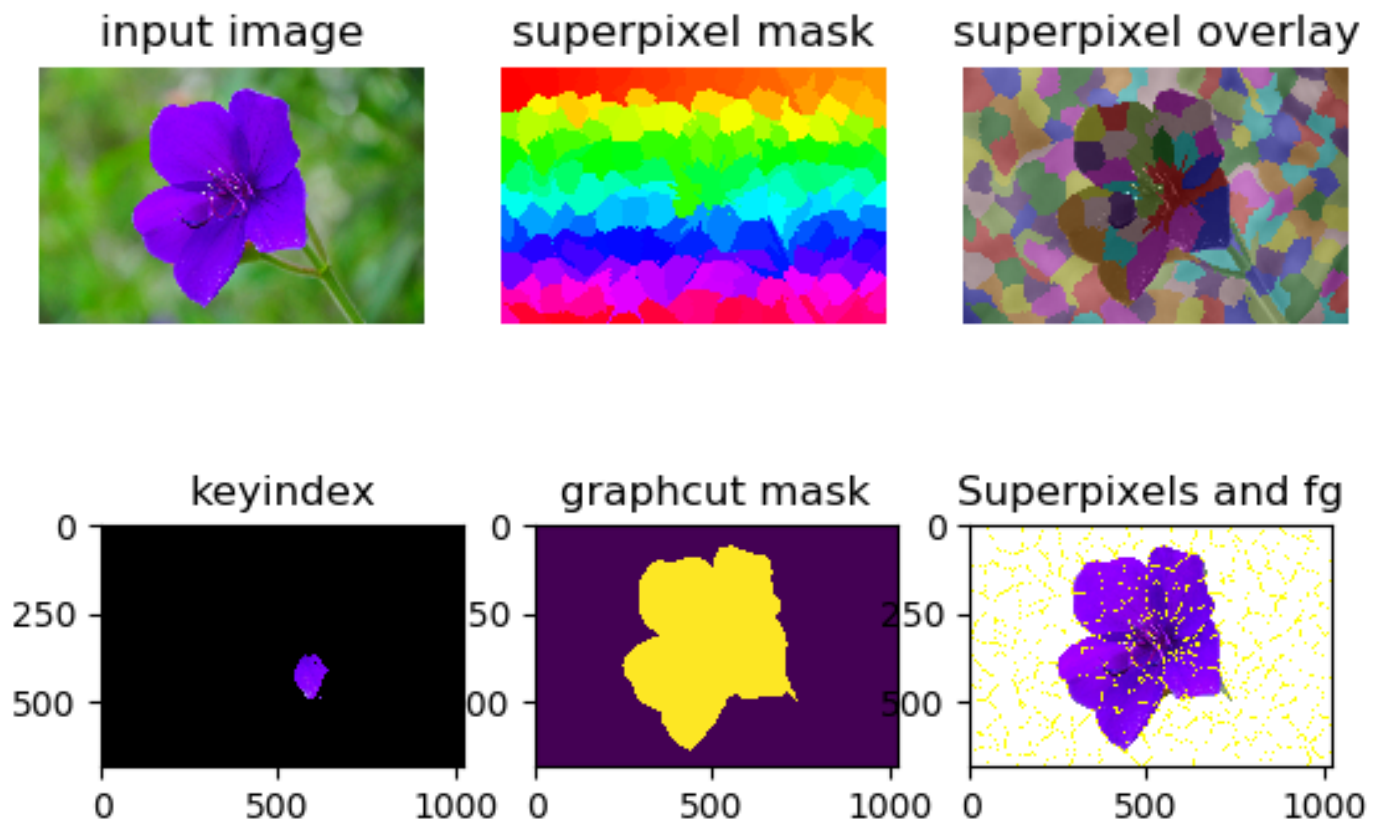 input image superpixel mask superpixel overlay
keyindex graphcut mask Superpixels and fg
0 0
250 50 250
500 00 500
0 500 1000 0 500 1000 0 500 1000